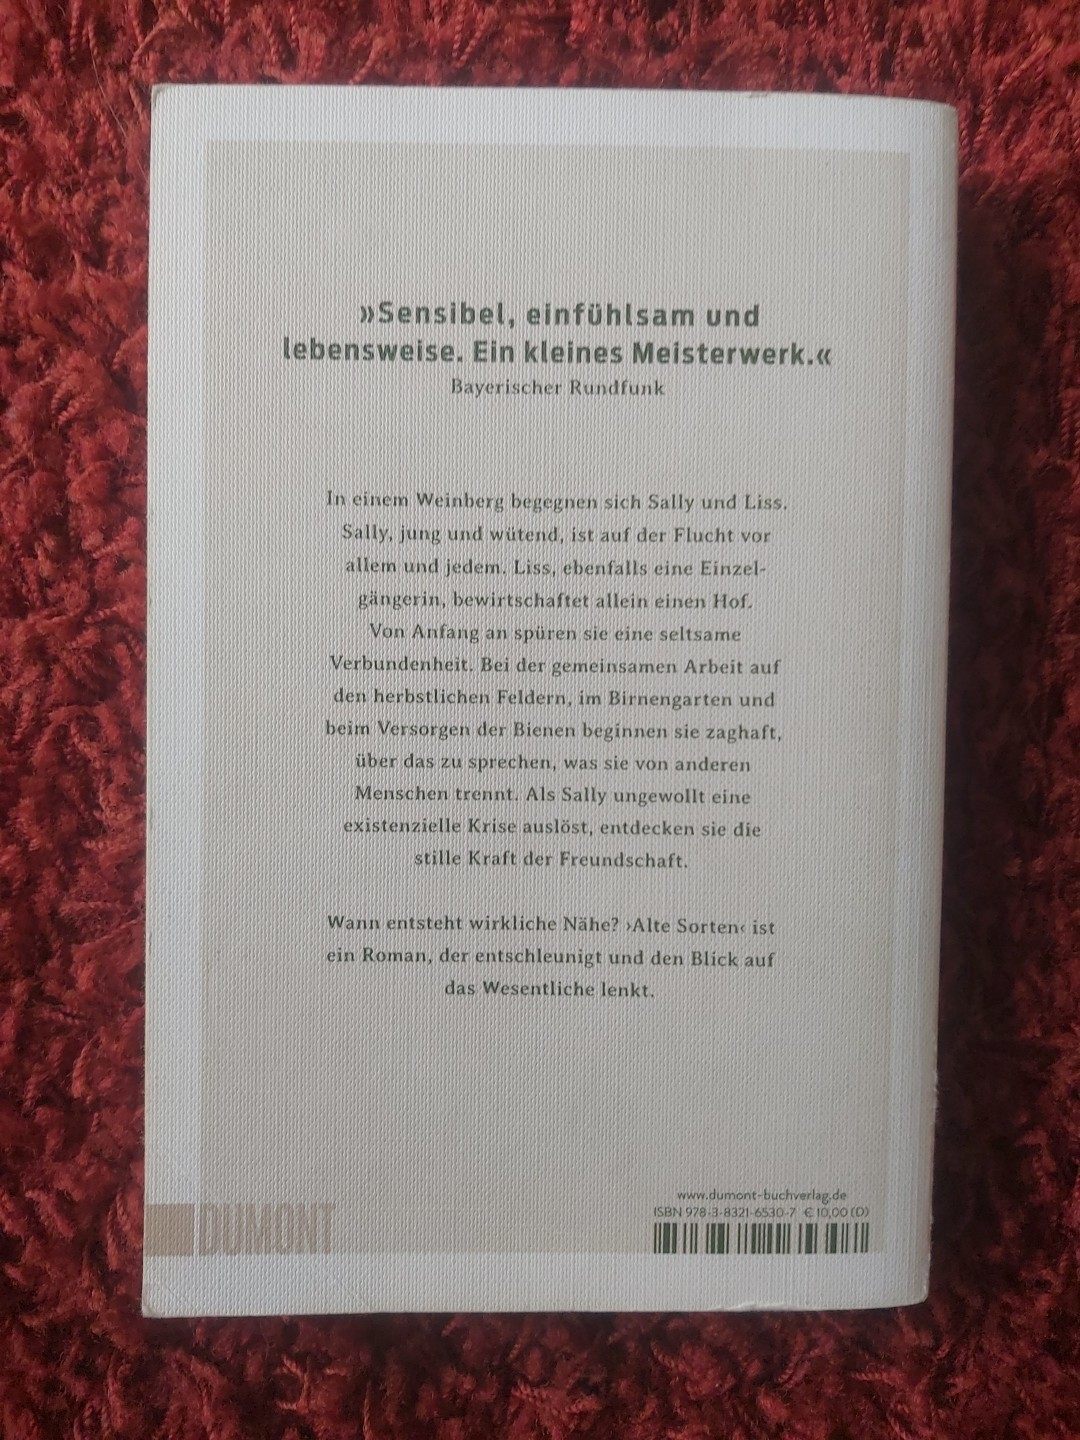 »Sensibel, einfühlsam und
lebensweise. Ein kleines Meisterwerk.«
Bayerischer Rundfunk
In einem Weinberg begegnen sich Sally und Liss.
Sally, jung und wütend, ist auf der Flucht vor
allem und jedem. Liss, ebenfalls eine Einzel-
gängerin, bewirtschaftet allein einen Hof.
Von Anfang an spüren sie eine seltsame
Verbundenheit. Bei der gemeinsamen Arbeit auf
den herbstlichen Feldern, im Birnengarten und
beim Versorgen der Bienen beginnen sie zaghaft,
über das zu sprechen, was sie von anderen
Menschen trennt. Als Sally ungewollt eine
existenzielle Krise auslöst, entdecken sie die
stille Kraft der Freundschaft.
Wann entsteht wirkliche Nähe? ›Alte Sorten‹ ist
ein Roman, der entschleunigt und den Blick auf
das Wesentliche lenkt.
DUMONT
www.dumont-buchverlag.de
ISBN 978-3-8321-6530-7 € 10,00 (D)